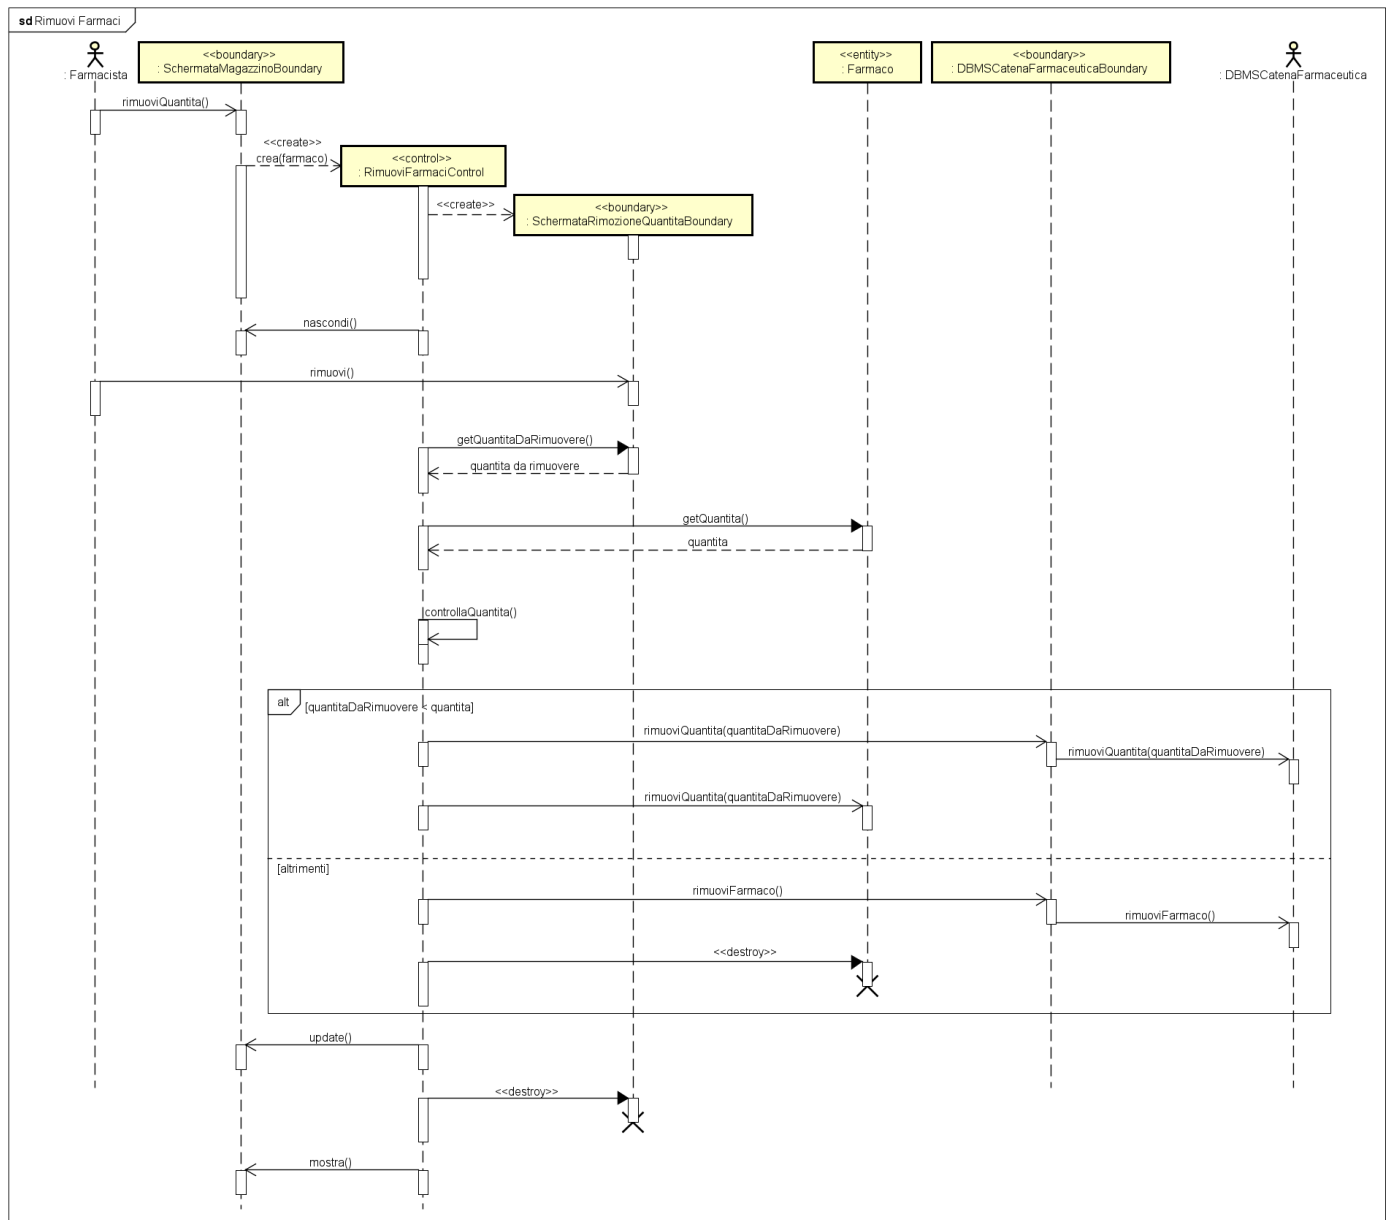 sd Rimuovi Farmaci
: Farmacista
<<boundary>>
: SchermataMagazzinoBoundary
<<entity>>
: Farmaco
<<boundary>>
: DBMSCatenaFarmaceuticaBoundary
: DBMSCatenaFarmaceutica
rimuoviQuantita()
<<create>>
crea(farmaco)
<<control>>
: RimuoviFarmaciControl
<<create>>
<<boundary>>
: SchermataRimozioneQuantitaBoundary
nascondi()
rimuovi()
getQuantitaDaRimuovere()
quantita da rimuovere
getQuantita()
quantita
controllaQuantita()
alt
[quantitaDaRimuovere < quantita]
rimuoviQuantita(quantitaDaRimuovere)
rimuoviQuantita(quantitaDaRimuovere)
rimuoviQuantita(quantitaDaRimuovere)
[altrimenti]
rimuoviFarmaco()
rimuoviFarmaco()
<<destroy>>
update()
<<destroy>>
mostra()